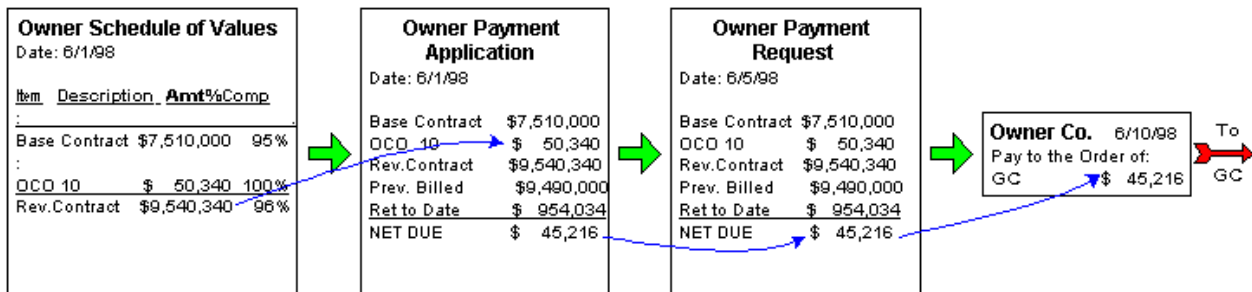 Owner Schedule of Values
Date: 6/1/98
Item Description Amt%Comp
:
Base Contract $7,510,000 95%
:
OCO 10 $ 50,340 100%
Rev.Contract $9,540,340 96%
Owner Payment
Application
Date: 6/1/98
Base Contract $7,510,000
OCO 10 $ 50,340
Rev.Contract $9,540,340
Prev. Billed $9,490,000
Ret to Date $ 954,034
NET DUE $ 45,216
Owner Payment
Request
Date: 6/5/98
Base Contract $7,510,000
OCO 10 $ 50,340
Rev.Contract $9,540,340
Prev. Billed $9,490,000
Ret to Date $ 954,034
NET DUE $ 45,216
Owner Co. 6/10/98
Pay to the Order of:
GC $ 45,216
To
GC